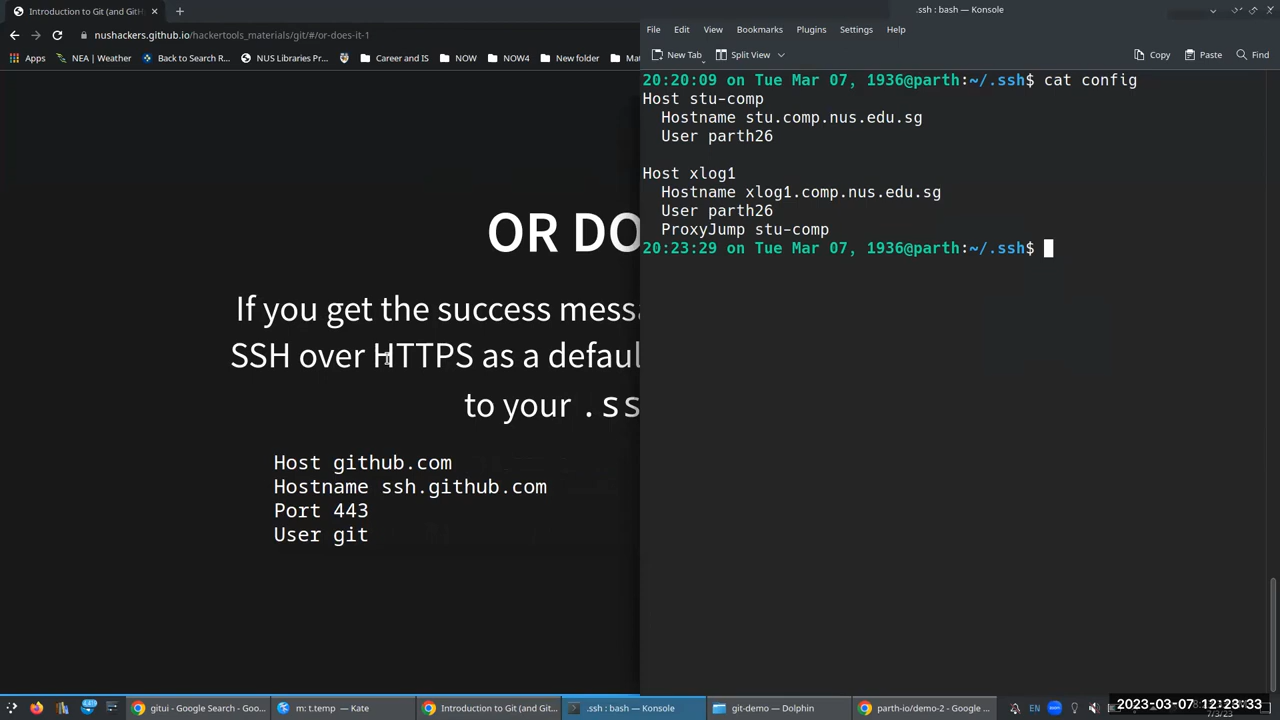 Introduction to Git (and GitH
nushackers.github.io/hackertools_materials/git/#/or-does-it-1
Apps
NEA | Weather
Back to Search R...
NUS Libraries Pr...
Career and IS
NOW
NOW4
New folder
Mat
OR DO
If you get the success mess
SSH over HTTPS as a defaul
to your .ss
Host github.com
Hostname ssh.github.com
Port 443
User git
.ssh : bash — Konsole
File Edit View Bookmarks Plugins Settings Help
New Tab
Split View
Copy
Paste
Find
20:20:09 on Tue Mar 07, 1936@parth:~/.ssh$ cat config
Host stu-comp
Hostname stu.comp.nus.edu.sg
User parth26
Host xlog1
Hostname xlog1.comp.nus.edu.sg
User parth26
ProxyJump stu-comp
20:23:29 on Tue Mar 07, 1936@parth:~/.ssh$
gitui - Google Search - Goo...
m: t.temp — Kate
Introduction to Git (and Git...
.ssh : bash — Konsole
git-demo — Dolphin
parth-io/demo-2 - Google ...
EN
2023-03-07 12:23:33
7/3/23